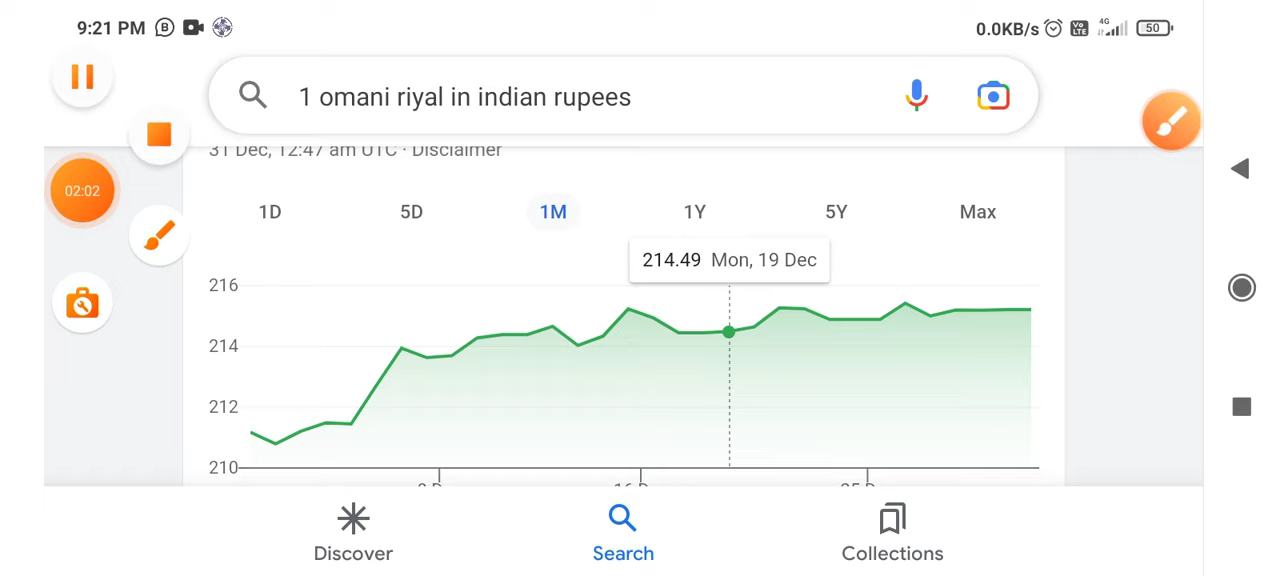 9:21 PM
0.0KB/s 4G 50
1 omani riyal in indian rupees
02:02
31 Dec, 12:47 am UTC · Disclaimer
1D 5D 1M 1Y 5Y Max
214.49 Mon, 19 Dec
216
214
212
210
Discover Search Collections